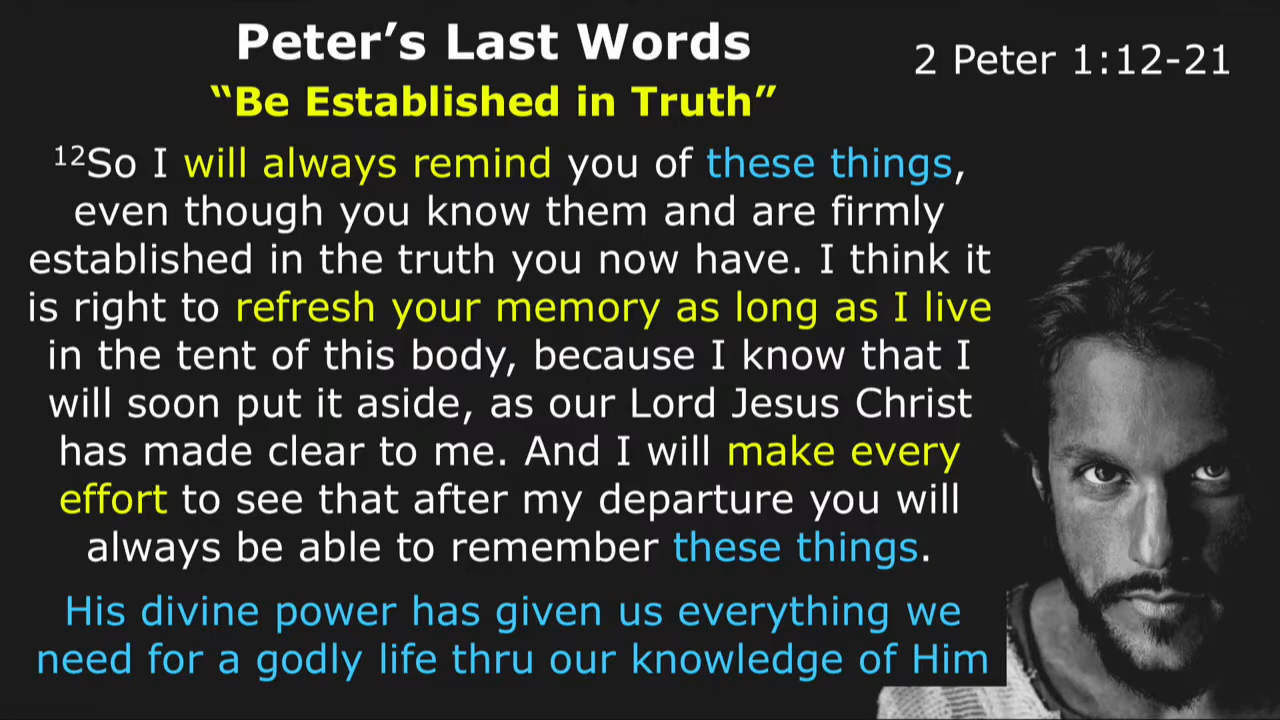 Peter’s Last Words
2 Peter 1:12-21
“Be Established in Truth”
¹²So I will always remind you of these things,
even though you know them and are firmly
established in the truth you now have. I think it
is right to refresh your memory as long as I live
in the tent of this body, because I know that I
will soon put it aside, as our Lord Jesus Christ
has made clear to me. And I will make every
effort to see that after my departure you will
always be able to remember these things.
His divine power has given us everything we
need for a godly life thru our knowledge of Him